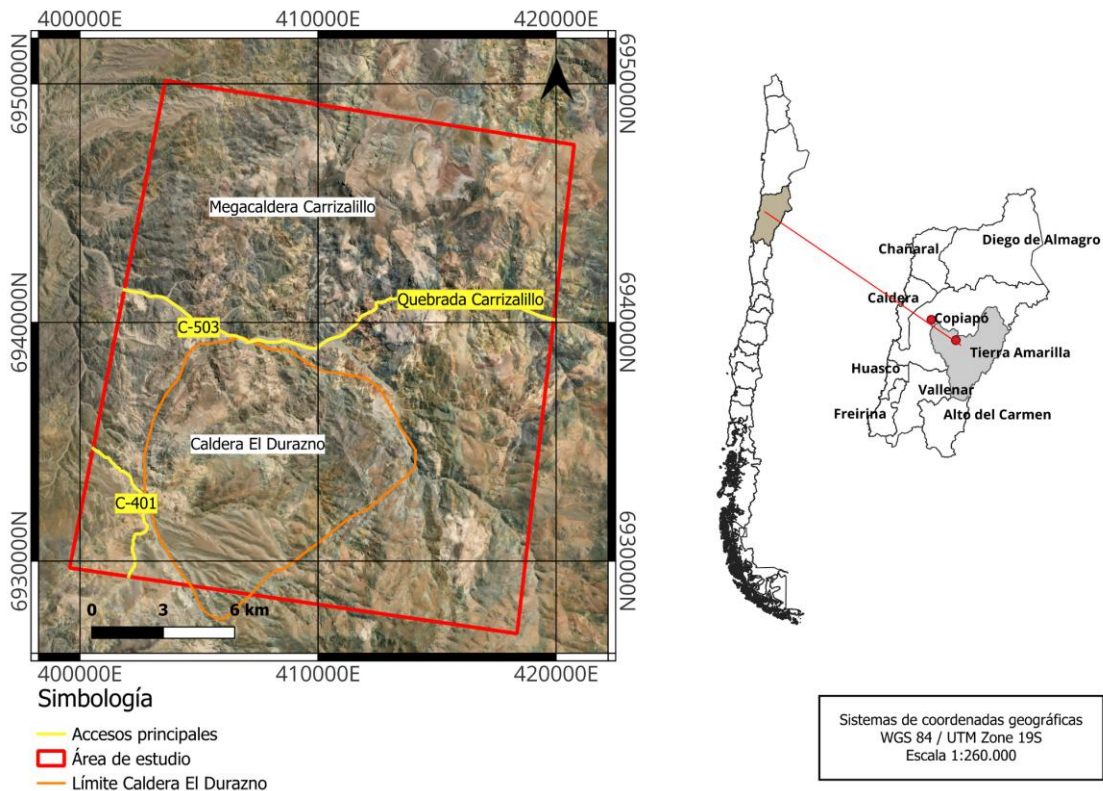 400000E
410000E
420000E
6950000N
6950000N
Megacaldera Carrizalillo
Quebrada Carrizalillo
C-503
6940000N
6940000N
Caldera El Durazno
C-401
6930000N
6930000N
0 3 6 km
400000E
410000E
420000E
Simbología
Accesos principales
Área de estudio
Límite Caldera El Durazno
Chañaral
Diego de Almagro
Caldera
Copiapó
Tierra Amarilla
Huasco
Vallenar
Freirina
Alto del Carmen
Sistemas de coordenadas geográficas
WGS 84 / UTM Zone 19S
Escala 1:260.000